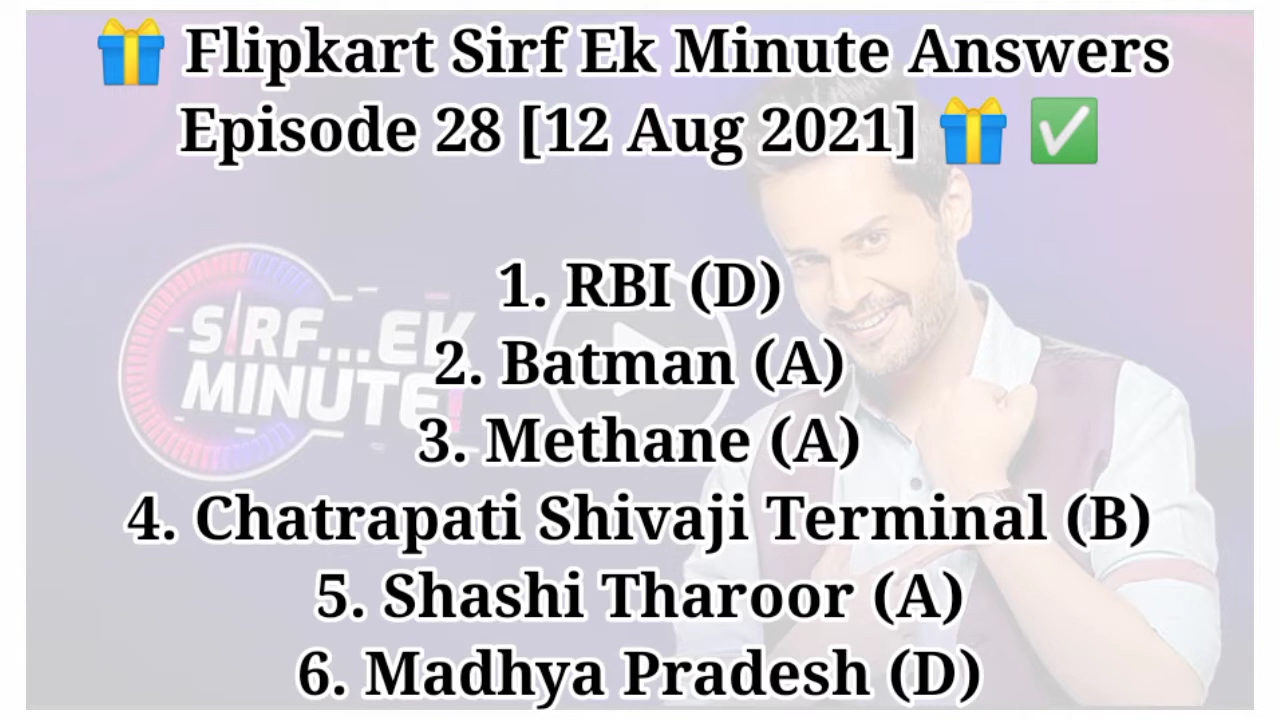 🎁 Flipkart Sirf Ek Minute Answers
Episode 28 [12 Aug 2021] 🎁 ✅
SIRF...EK
MINUTE!
1. RBI (D)
2. Batman (A)
3. Methane (A)
4. Chatrapati Shivaji Terminal (B)
5. Shashi Tharoor (A)
6. Madhya Pradesh (D)